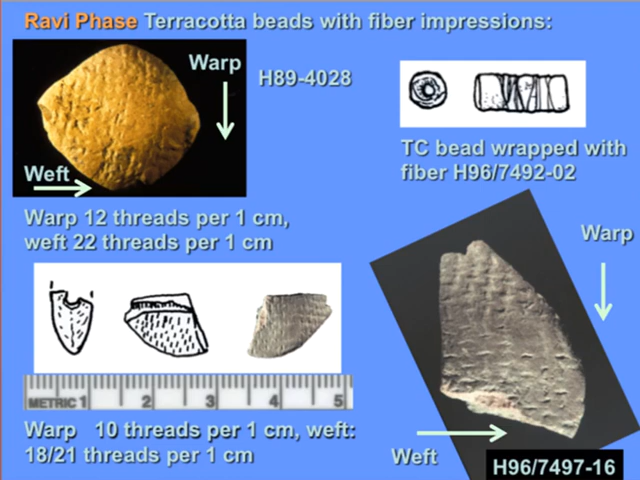 Ravi Phase Terracotta beads with fiber impressions:
Warp
H89-4028
Weft
TC bead wrapped with
fiber H96/7492-02
Warp 12 threads per 1 cm,
weft 22 threads per 1 cm
Warp
METRIC 1 2 3 4 5
Warp 10 threads per 1 cm, weft:
18/21 threads per 1 cm
Weft
H96/7497-16